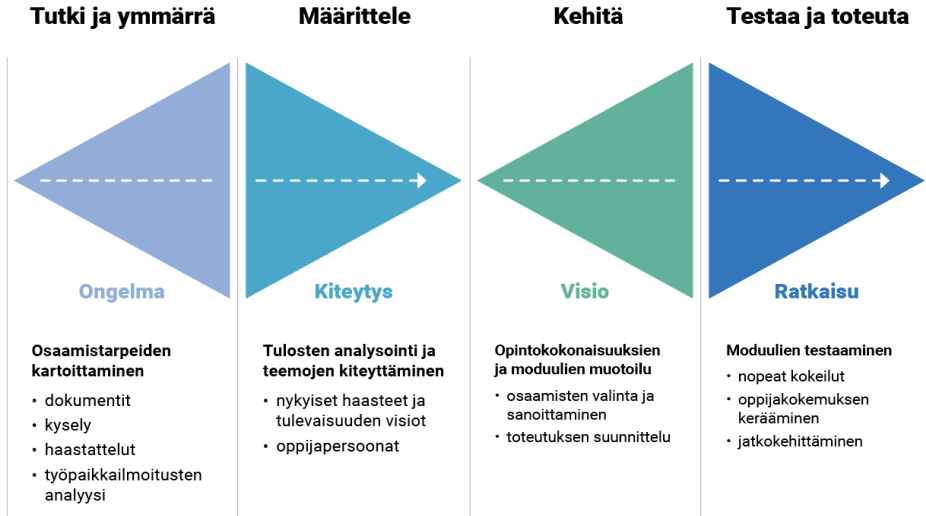 Tutki ja ymmärrä
Määrittele
Kehitä
Testaa ja toteuta
Ongelma
Kiteytys
Visio
Ratkaisu
Osaamistarpeiden
kartoittaminen
• dokumentit
• kysely
• haastattelut
• työpaikkailmoitusten
analyysi
Tulosten analysointi ja
teemojen kiteyttäminen
• nykyiset haasteet ja
tulevaisuuden visiot
• oppijapersoonat
Opintokokonaisuuksien
ja moduulien muotoilu
• osaamisten valinta ja
sanoittaminen
• toteutuksen suunnittelu
Moduulien testaaminen
• nopeat kokeilut
• oppijakokemuksen
kerääminen
• jatkokehittäminen